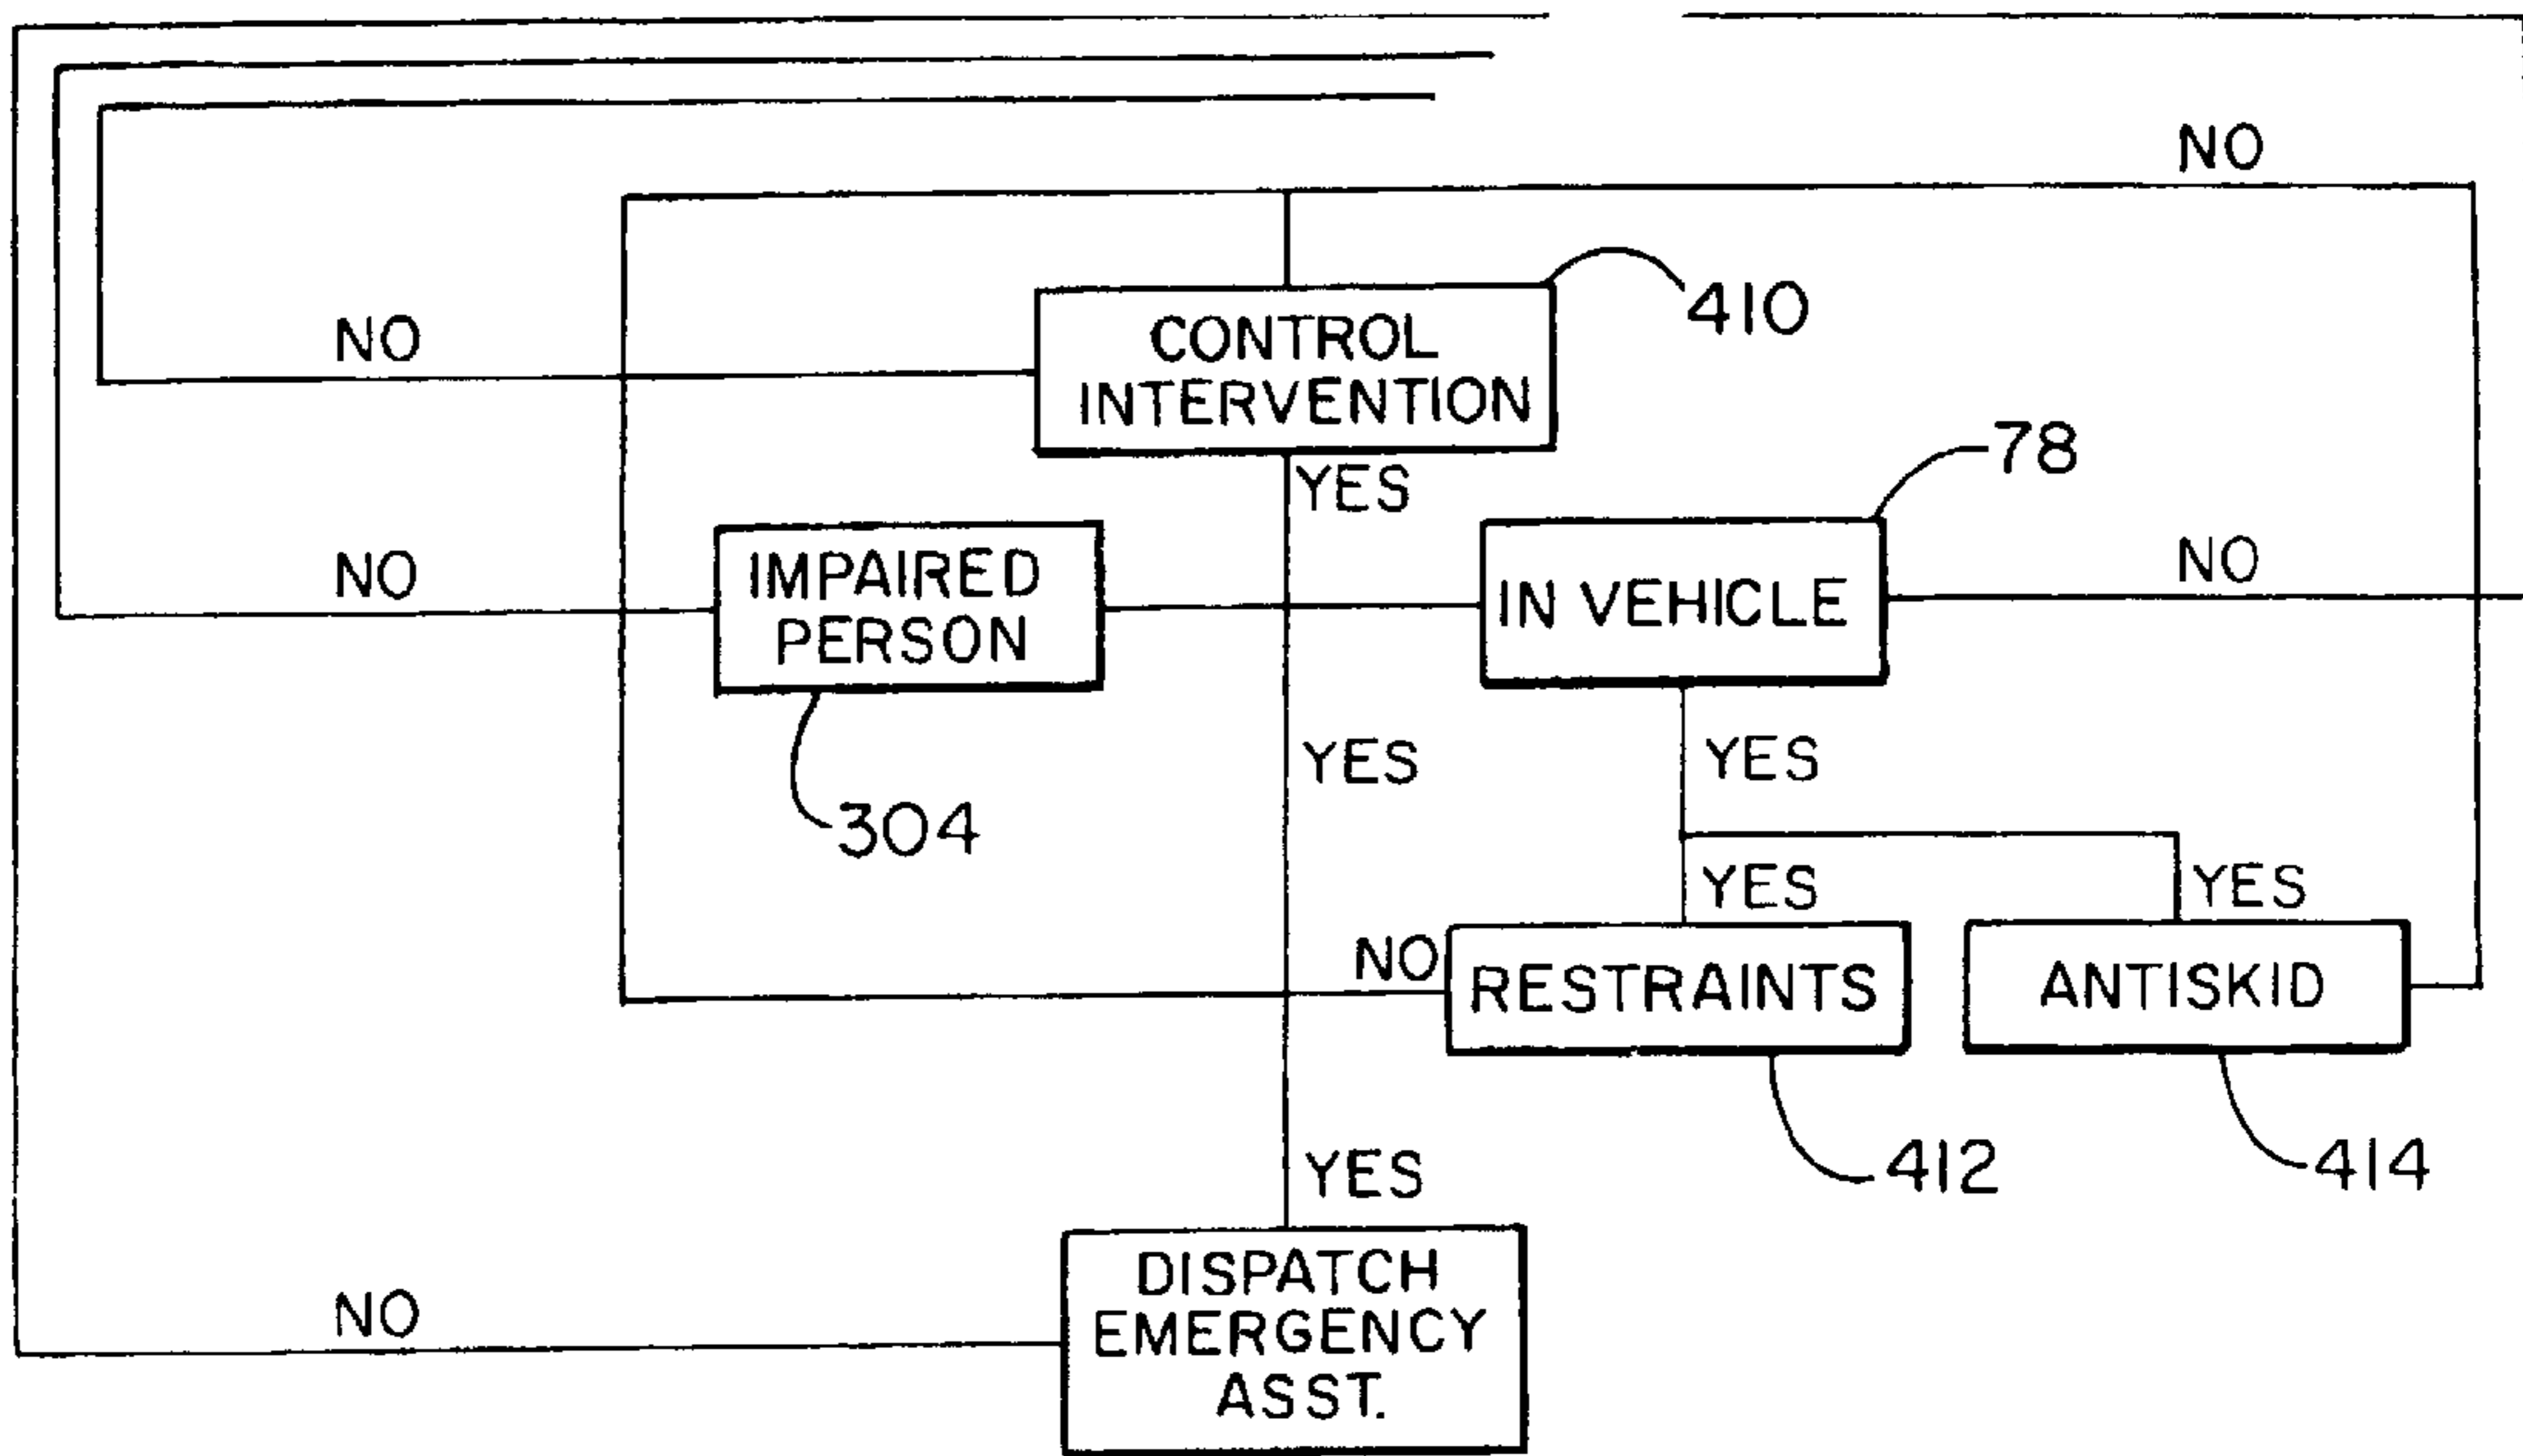 NO
410
NO
CONTROL
INTERVENTION
78
YES
NO
IMPAIRED
PERSON
IN VEHICLE
NO
304
YES
YES
YES
YES
NO
RESTRAINTS
ANTISKID
412
414
YES
NO
DISPATCH
EMERGENCY
ASST.